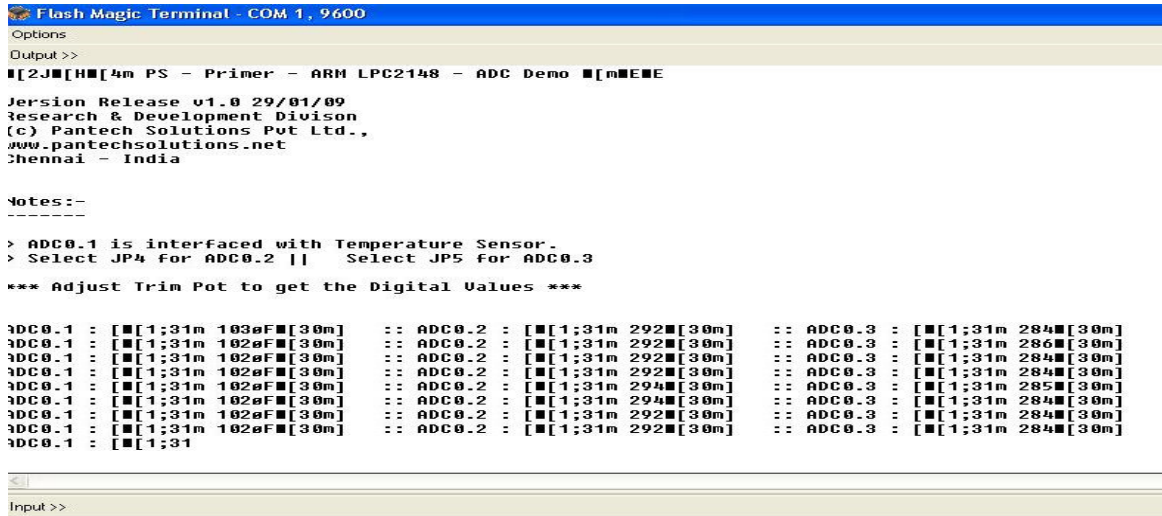 Flash Magic Terminal - COM 1, 9600
Options
Output >>
■[2J■[H■[4m PS - Primer - ARM LPC2148 - ADC Demo ■[m■E■E
Version Release v1.0 29/01/09
Research & Development Divison
(c) Pantech Solutions Pvt Ltd.,
www.pantechsolutions.net
Chennai - India
Notes:-
-------
> ADC0.1 is interfaced with Temperature Sensor.
> Select JP4 for ADC0.2 ||   Select JP5 for ADC0.3
*** Adjust Trim Pot to get the Digital Values ***
ADC0.1 : [■[1;31m 103øF■[30m]    :: ADC0.2 : [■[1;31m 292■[30m]    :: ADC0.3 : [■[1;31m 284■[30m]
ADC0.1 : [■[1;31m 102øF■[30m]    :: ADC0.2 : [■[1;31m 292■[30m]    :: ADC0.3 : [■[1;31m 286■[30m]
ADC0.1 : [■[1;31m 102øF■[30m]    :: ADC0.2 : [■[1;31m 292■[30m]    :: ADC0.3 : [■[1;31m 284■[30m]
ADC0.1 : [■[1;31m 102øF■[30m]    :: ADC0.2 : [■[1;31m 292■[30m]    :: ADC0.3 : [■[1;31m 284■[30m]
ADC0.1 : [■[1;31m 102øF■[30m]    :: ADC0.2 : [■[1;31m 294■[30m]    :: ADC0.3 : [■[1;31m 285■[30m]
ADC0.1 : [■[1;31m 102øF■[30m]    :: ADC0.2 : [■[1;31m 294■[30m]    :: ADC0.3 : [■[1;31m 284■[30m]
ADC0.1 : [■[1;31m 102øF■[30m]    :: ADC0.2 : [■[1;31m 292■[30m]    :: ADC0.3 : [■[1;31m 284■[30m]
ADC0.1 : [■[1;31m 102øF■[30m]    :: ADC0.2 : [■[1;31m 292■[30m]    :: ADC0.3 : [■[1;31m 284■[30m]
ADC0.1 : [■[1;31
Input >>